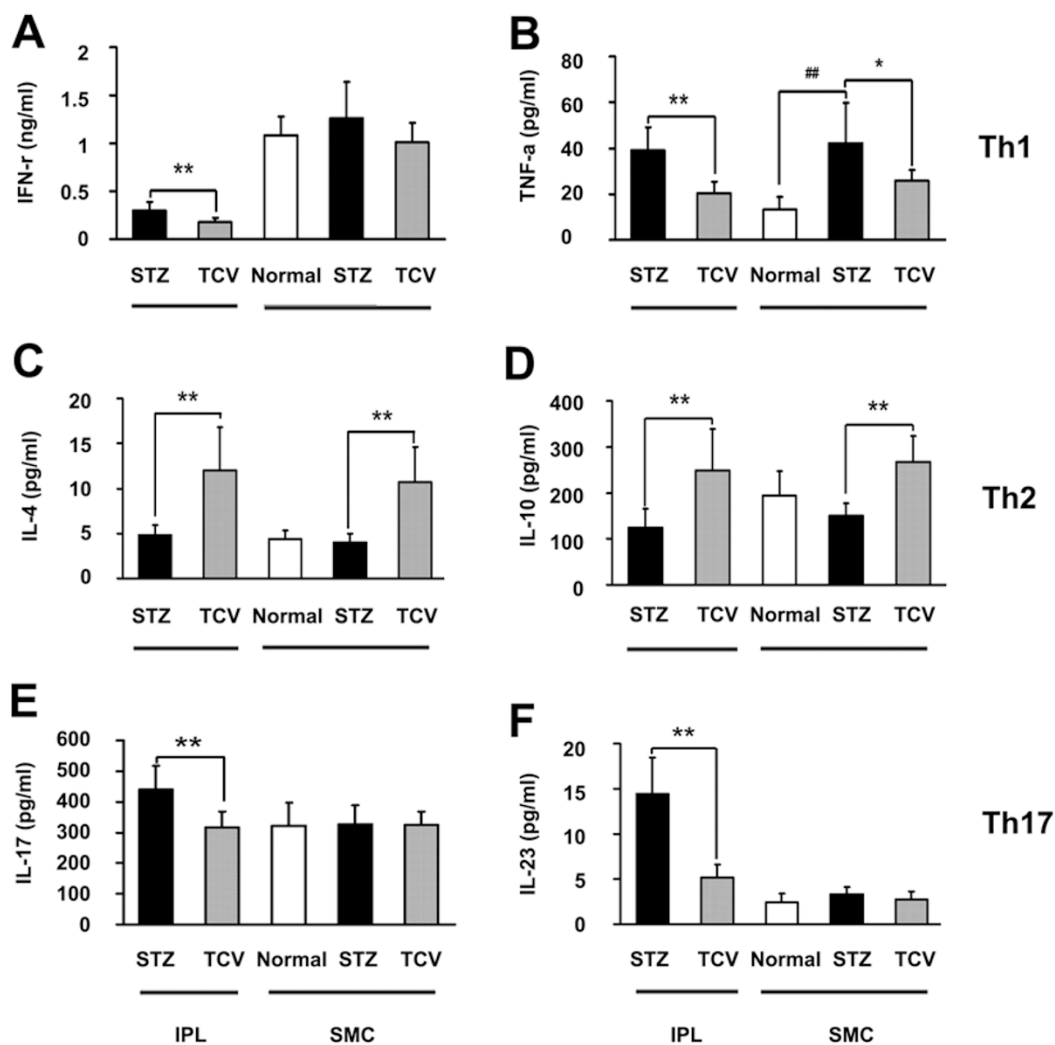 A
IFN-r (ng/ml)
2
1.5
1
0.5
0
**
STZ TCV Normal STZ TCV
B
TNF-a (pg/ml)
80
60
40
20
0
** ## *
STZ TCV Normal STZ TCV
Th1
C
IL-4 (pg/ml)
20
15
10
5
0
** **
STZ TCV Normal STZ TCV
D
IL-10 (pg/ml)
400
300
200
100
0
** **
STZ TCV Normal STZ TCV
Th2
E
IL-17 (pg/ml)
600
500
400
300
200
100
0
**
STZ TCV Normal STZ TCV
IPL SMC
F
IL-23 (pg/ml)
20
15
10
5
0
**
STZ TCV Normal STZ TCV
IPL SMC
Th17